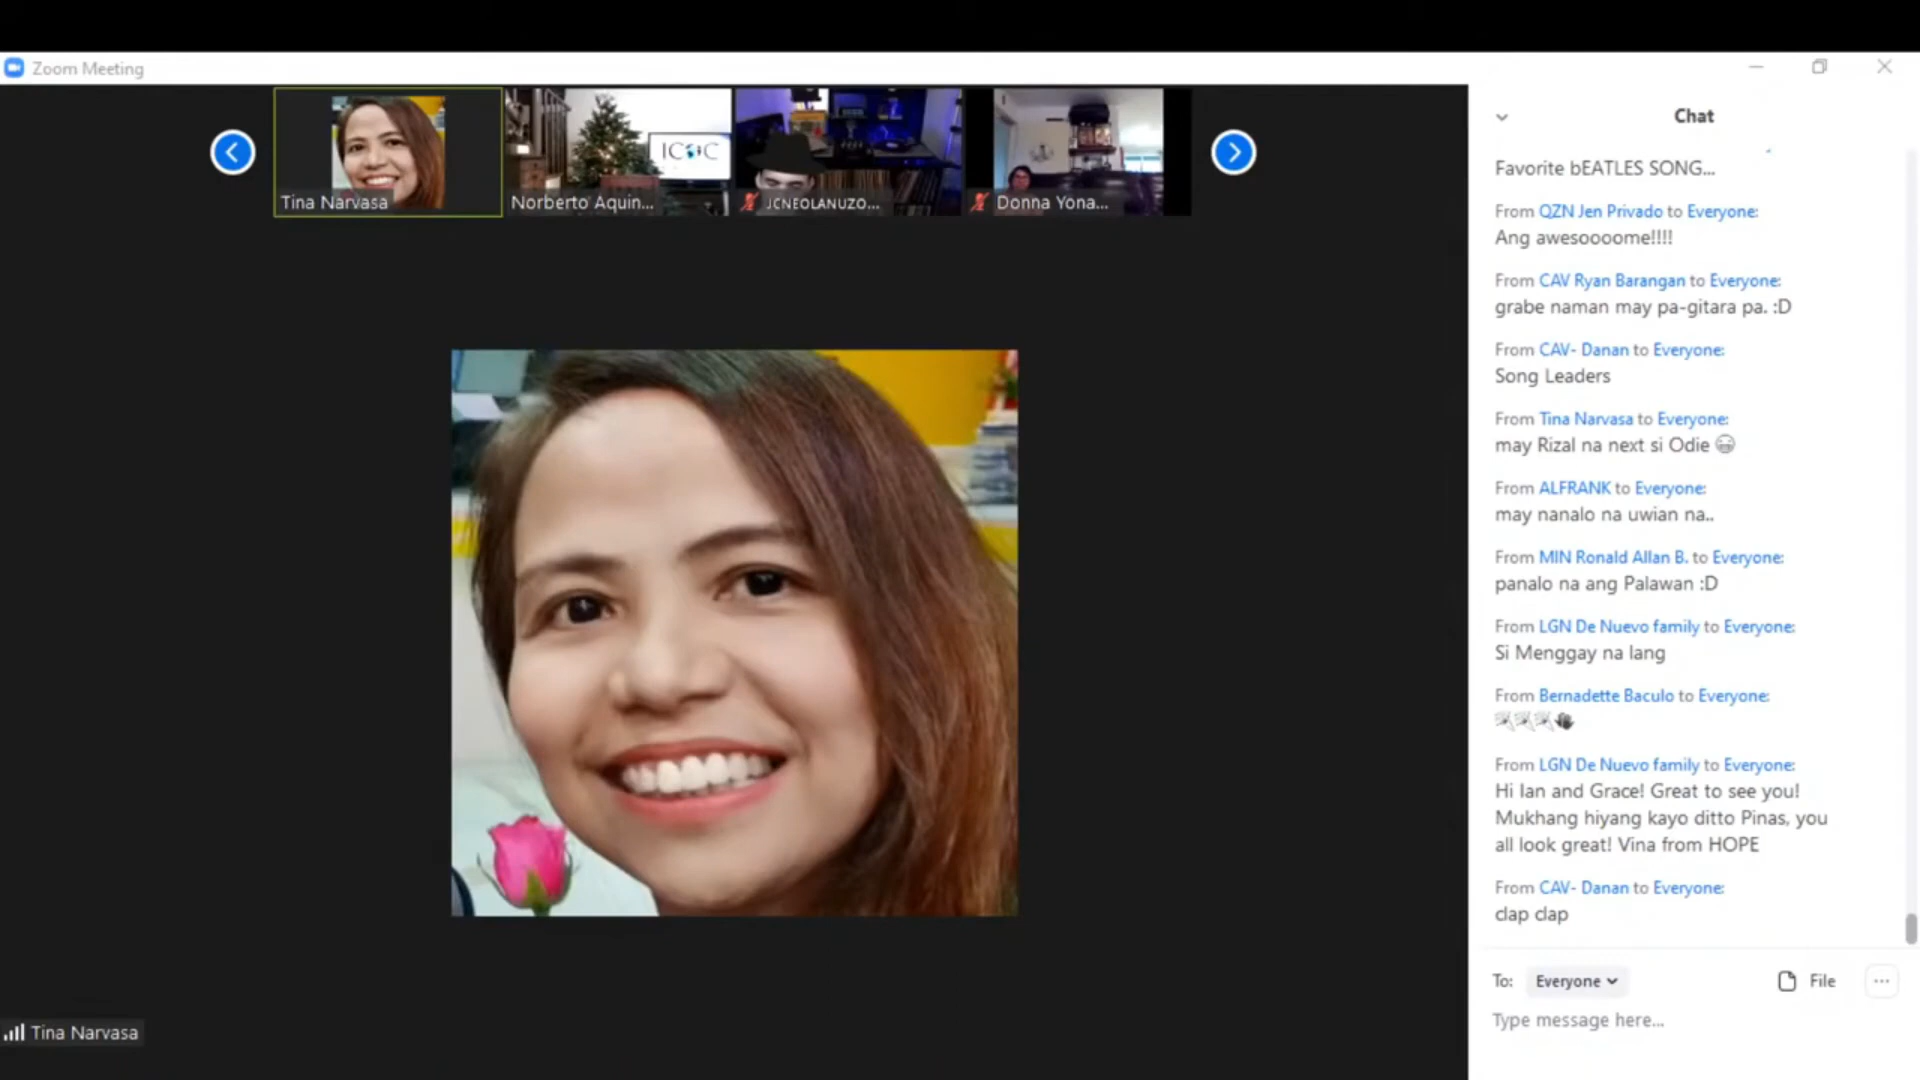 Zoom Meeting
Tina Narvasa
Norberto Aquin...
ICOC
JCNEOLANUZO...
Donna Yona...
Tina Narvasa
Chat
Favorite bEATLES SONG...
From QZN Jen Privado to Everyone:
Ang awesoooome!!!!
From CAV Ryan Barangan to Everyone:
grabe naman may pa-gitara pa. :D
From CAV- Danan to Everyone:
Song Leaders
From Tina Narvasa to Everyone:
may Rizal na next si Odie 😂
From ALFRANK to Everyone:
may nanalo na uwian na..
From MIN Ronald Allan B. to Everyone:
panalo na ang Palawan :D
From LGN De Nuevo family to Everyone:
Si Menggay na lang
From Bernadette Baculo to Everyone:
From LGN De Nuevo family to Everyone:
Hi Ian and Grace! Great to see you!
Mukhang hiyang kayo ditto Pinas, you
all look great! Vina from HOPE
From CAV- Danan to Everyone:
clap clap
To: Everyone
File
Type message here...